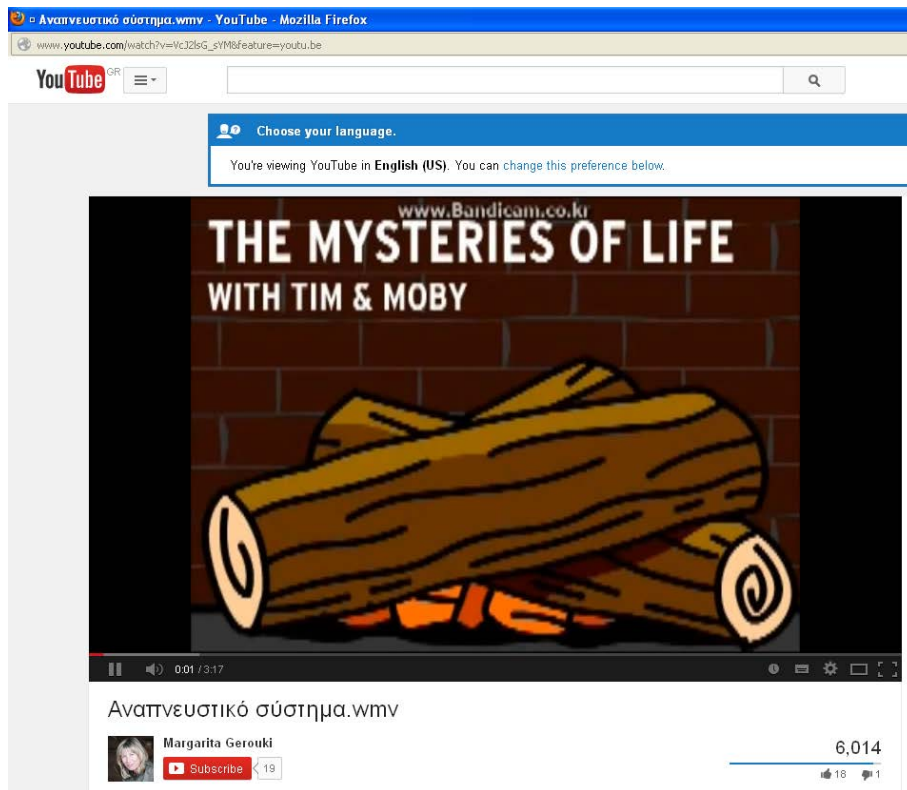 Αναπνευστικό σύστημα.wmv - YouTube - Mozilla Firefox
www.youtube.com/watch?v=VcJ2lsG_sYM&feature=youtu.be
YouTube GR
Choose your language.
You're viewing YouTube in English (US). You can change this preference below.
www.Bandicam.co.kr
THE MYSTERIES OF LIFE
WITH TIM & MOBY
0:01 / 3:17
Αναπνευστικό σύστημα.wmv
Margarita Gerouki
Subscribe 19
6,014
18 1